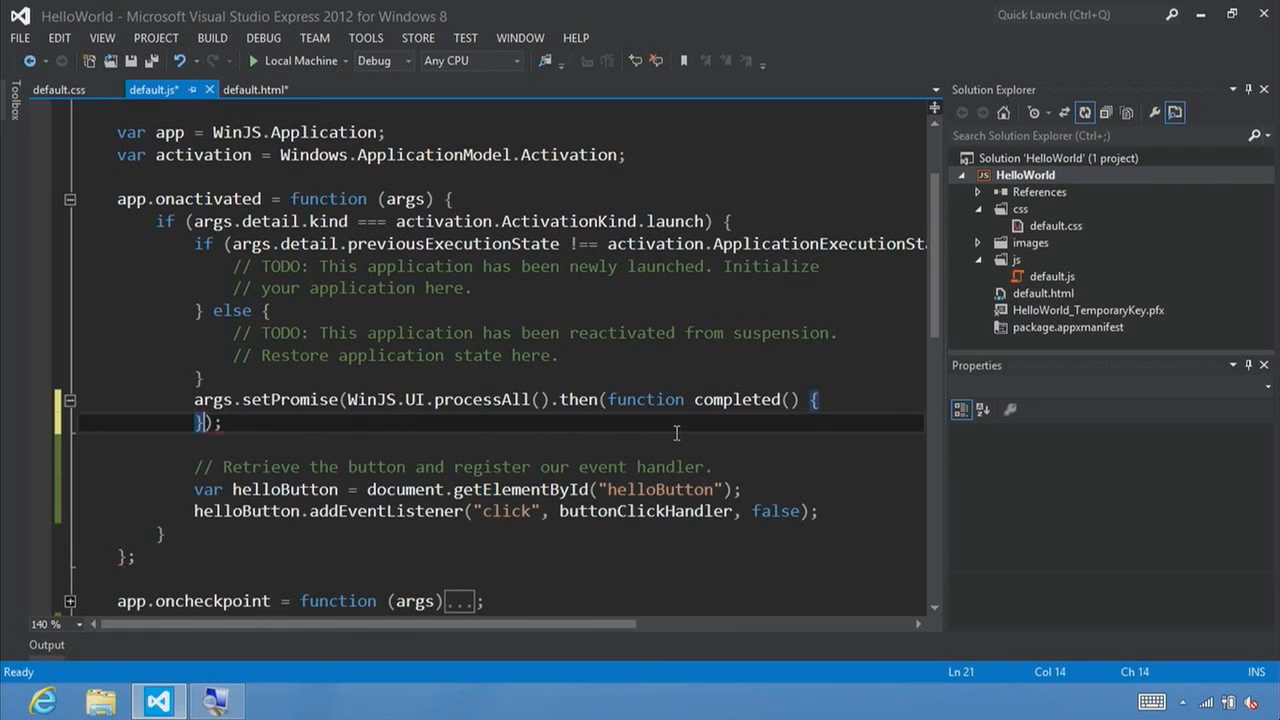 HelloWorld - Microsoft Visual Studio Express 2012 for Windows 8
Quick Launch (Ctrl+Q)
FILE EDIT VIEW PROJECT BUILD DEBUG TEAM TOOLS STORE TEST WINDOW HELP
Local Machine Debug Any CPU
Toolbox
default.css default.js* default.html*
var app = WinJS.Application;
var activation = Windows.ApplicationModel.Activation;
app.onactivated = function (args) {
if (args.detail.kind === activation.ActivationKind.launch) {
if (args.detail.previousExecutionState !== activation.ApplicationExecutionSta
// TODO: This application has been newly launched. Initialize
// your application here.
} else {
// TODO: This application has been reactivated from suspension.
// Restore application state here.
}
args.setPromise(WinJS.UI.processAll().then(function completed() {
});
// Retrieve the button and register our event handler.
var helloButton = document.getElementById("helloButton");
helloButton.addEventListener("click", buttonClickHandler, false);
}
};
app.oncheckpoint = function (args)...;
140 %
Output
Solution Explorer
Search Solution Explorer (Ctrl+;)
Solution 'HelloWorld' (1 project)
JS HelloWorld
References
css
default.css
images
js
default.js
default.html
HelloWorld_TemporaryKey.pfx
package.appxmanifest
Properties
Ready Ln 21 Col 14 Ch 14 INS